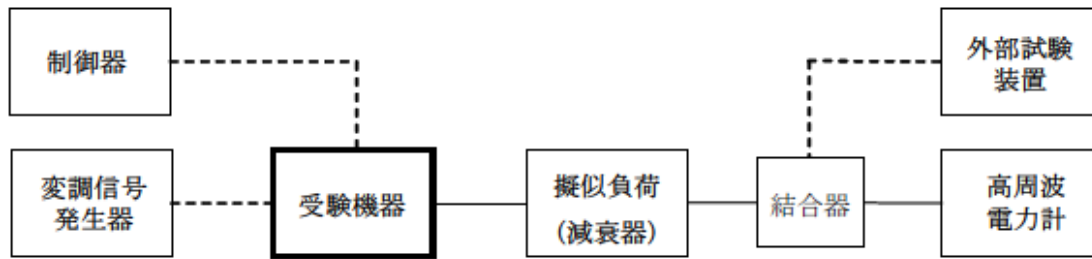 制御器
外部試験
装置
変調信号
発生器
受験機器
擬似負荷
(減衰器)
結合器
高周波
電力計